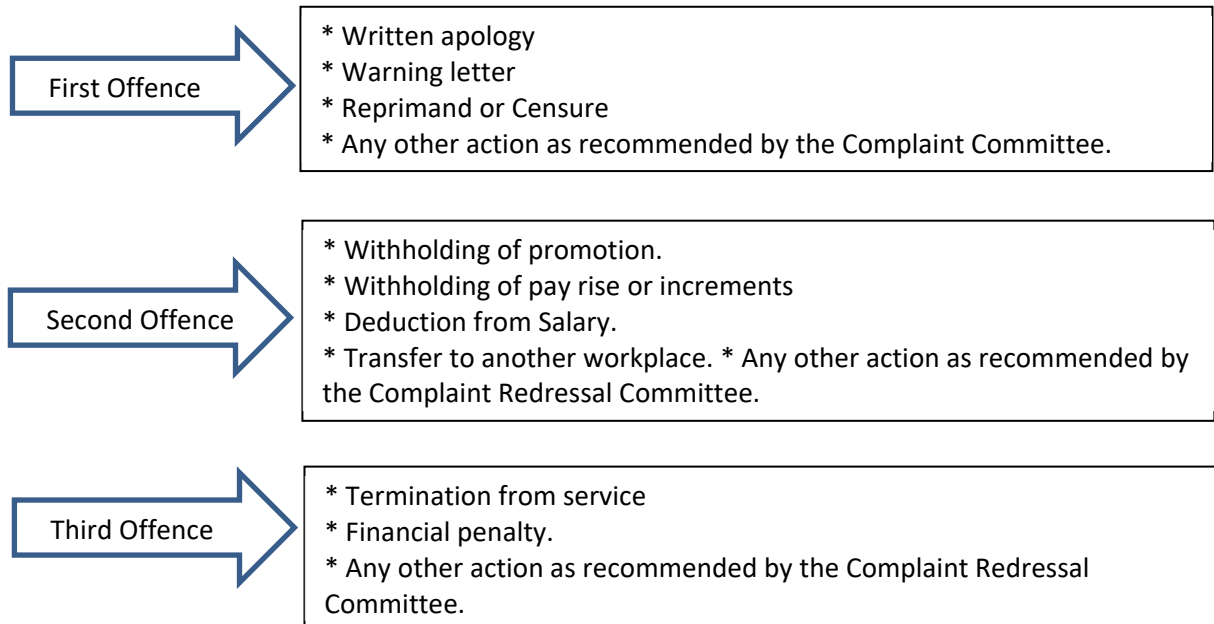 First Offence
* Written apology
* Warning letter
* Reprimand or Censure
* Any other action as recommended by the Complaint Committee.
Second Offence
* Withholding of promotion.
* Withholding of pay rise or increments
* Deduction from Salary.
* Transfer to another workplace. * Any other action as recommended by
the Complaint Redressal Committee.
Third Offence
* Termination from service
* Financial penalty.
* Any other action as recommended by the Complaint Redressal
Committee.